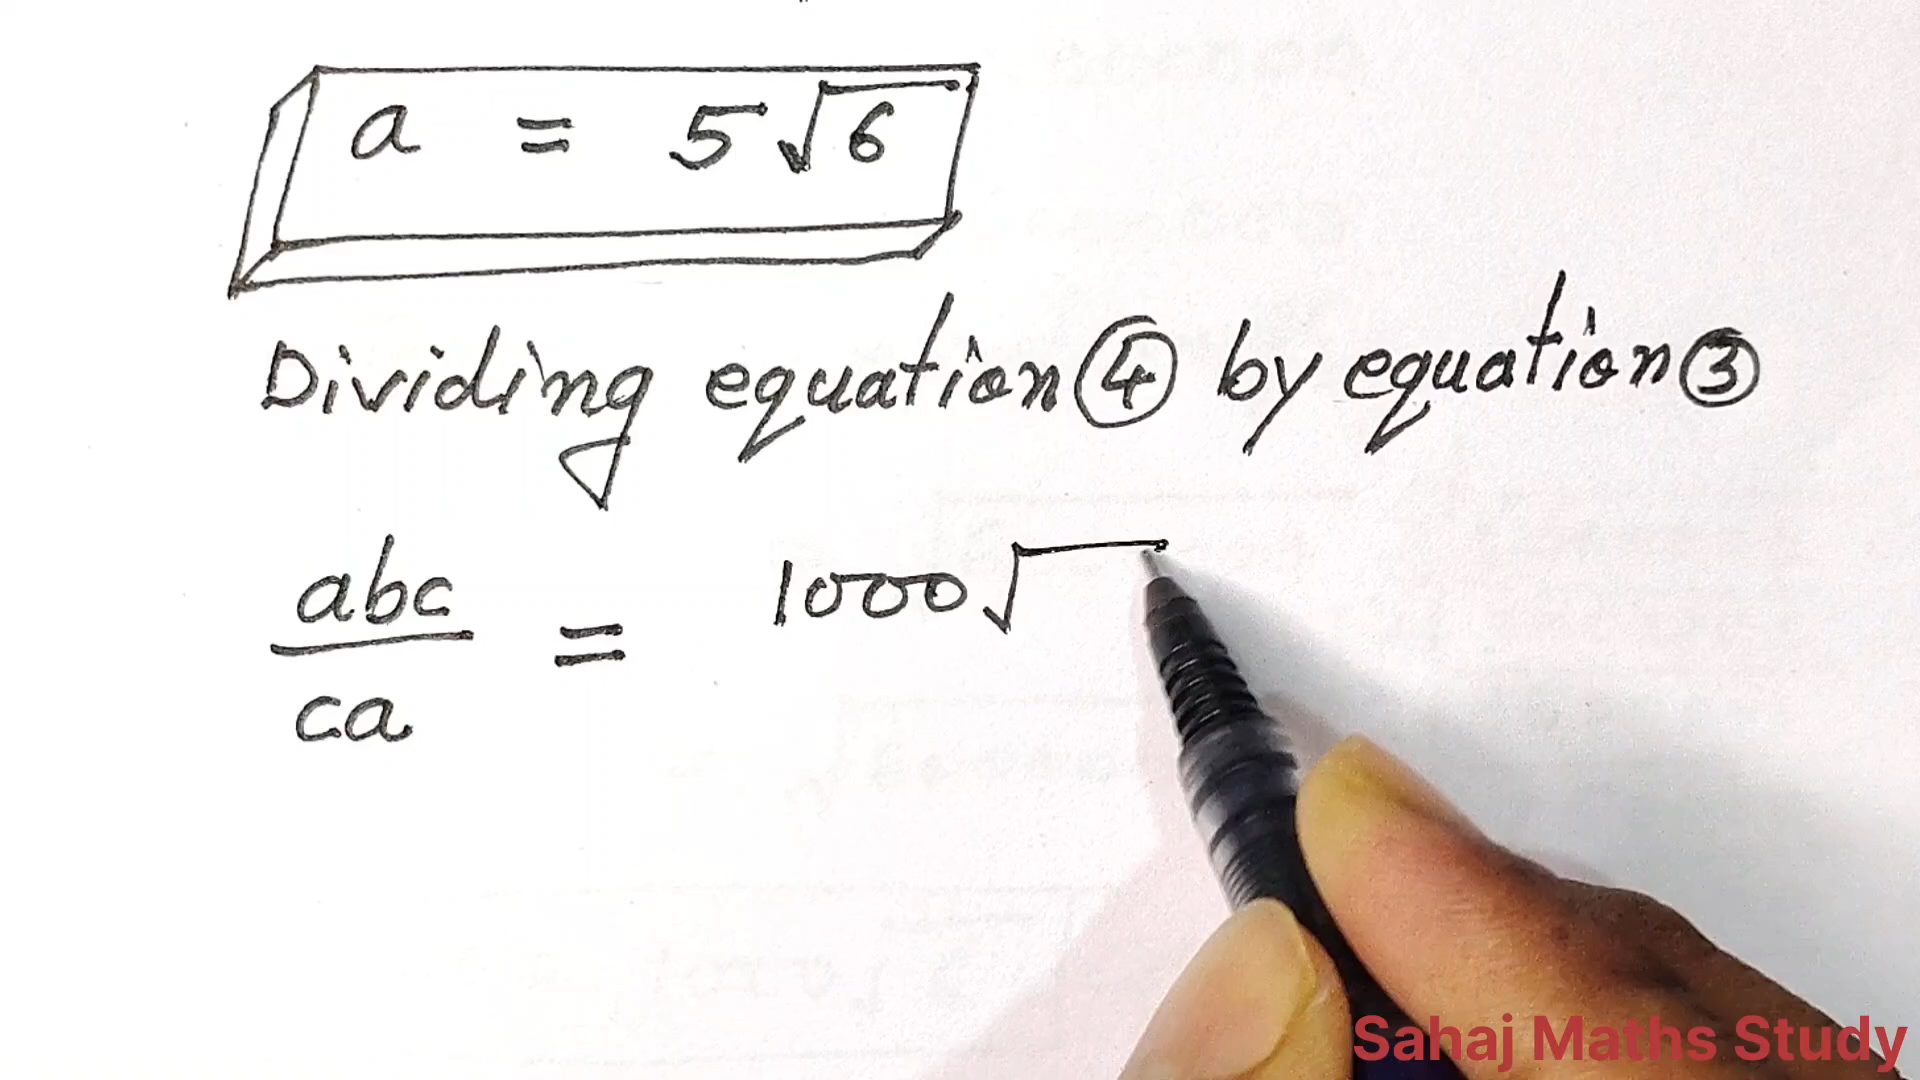 a = 5√6
Dividing equation ④ by equation ③
abc/ca = 1000√
Sahaj Maths Study